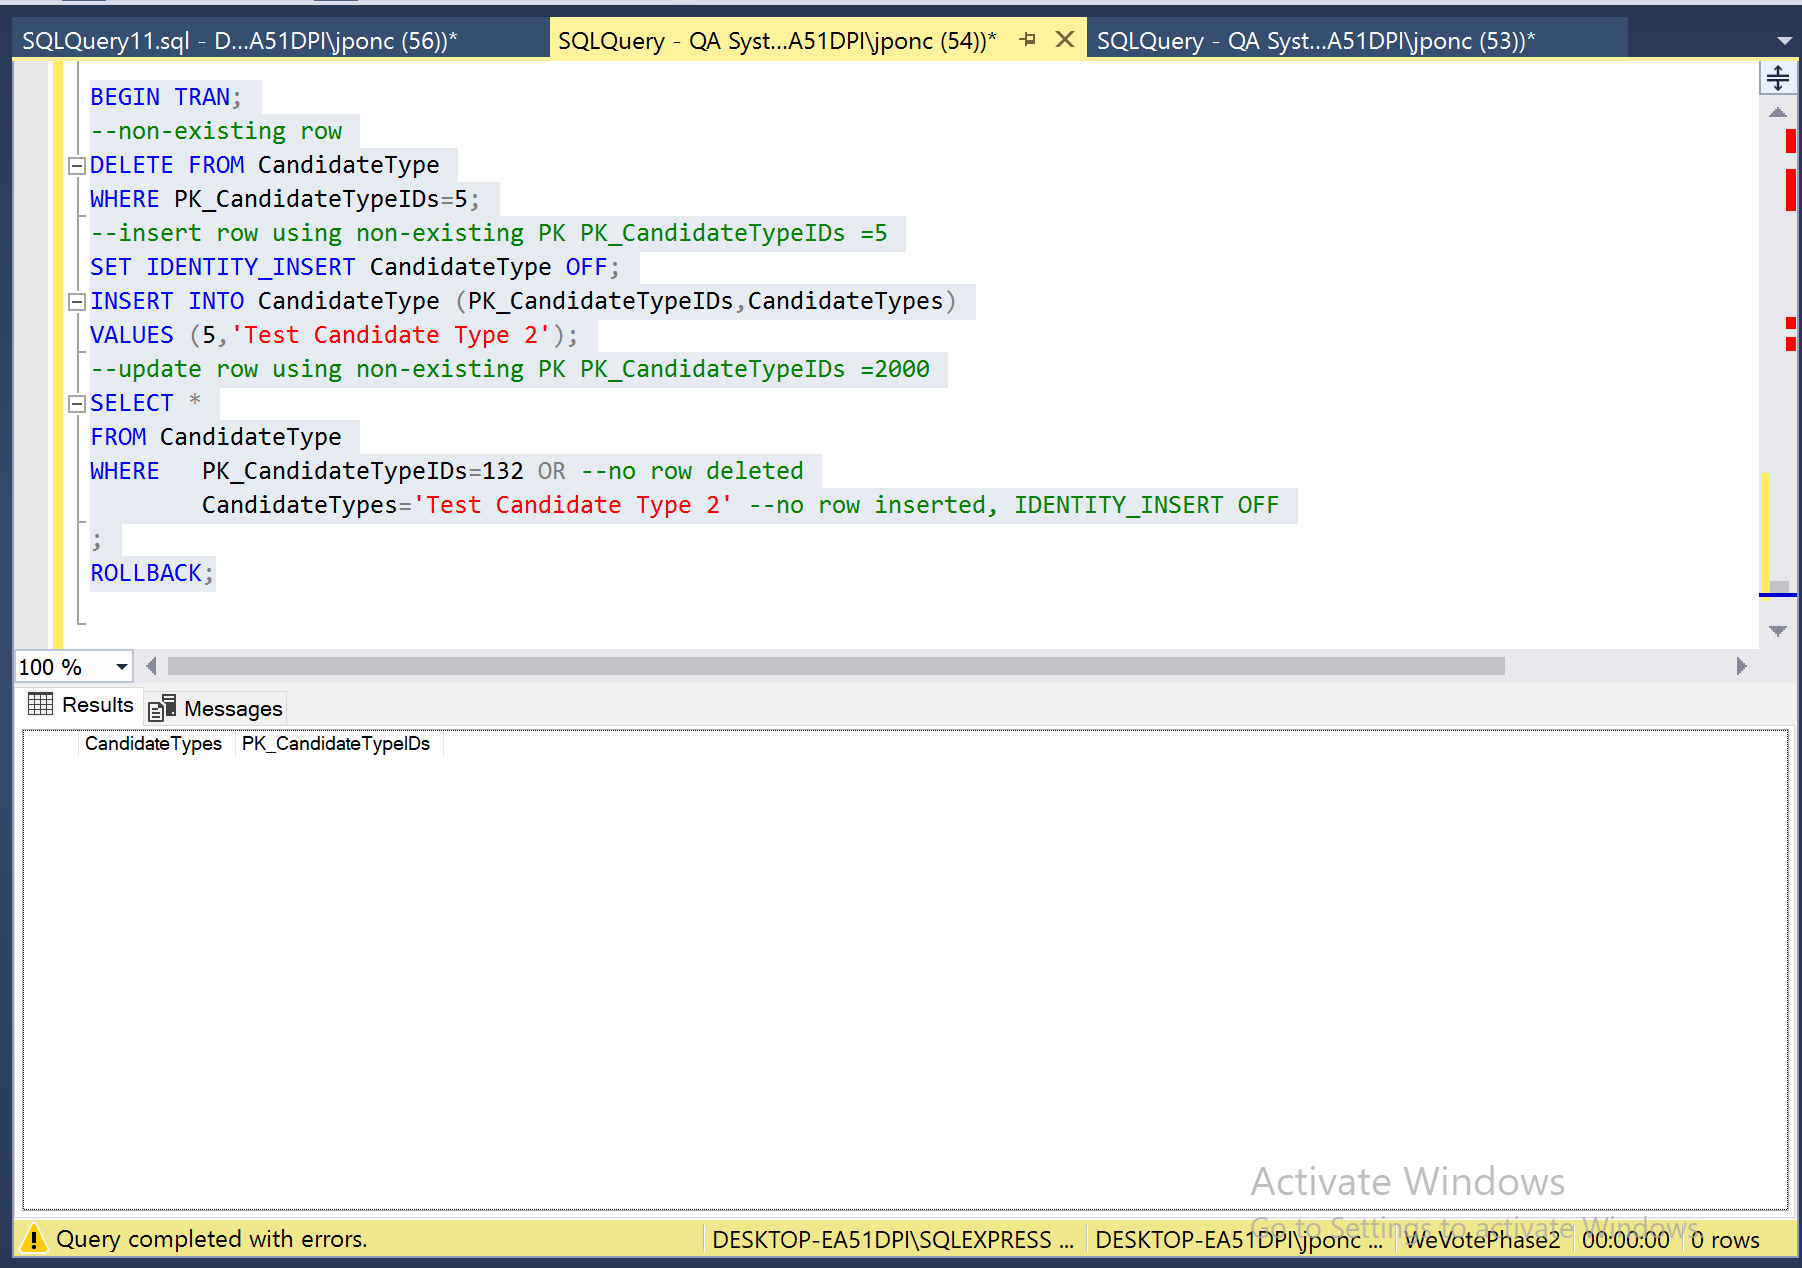 SQLQuery11.sql - D...A51DPI\jponc (56))*
SQLQuery - QA Syst...A51DPI\jponc (54))*
SQLQuery - QA Syst...A51DPI\jponc (53))*
BEGIN TRAN;
--non-existing row
DELETE FROM CandidateType
WHERE PK_CandidateTypeIDs=5;
--insert row using non-existing PK PK_CandidateTypeIDs =5
SET IDENTITY_INSERT CandidateType OFF;
INSERT INTO CandidateType (PK_CandidateTypeIDs,CandidateTypes)
VALUES (5,'Test Candidate Type 2');
--update row using non-existing PK PK_CandidateTypeIDs =2000
SELECT *
FROM CandidateType
WHERE   PK_CandidateTypeIDs=132 OR --no row deleted
CandidateTypes='Test Candidate Type 2' --no row inserted, IDENTITY_INSERT OFF
;
ROLLBACK;
100 %
Results
Messages
CandidateTypes PK_CandidateTypeIDs
Activate Windows
Go to Settings to activate Windows.
Query completed with errors.
DESKTOP-EA51DPI\SQLEXPRESS ...
DESKTOP-EA51DPI\jponc ...
WeVotePhase2
00:00:00
0 rows